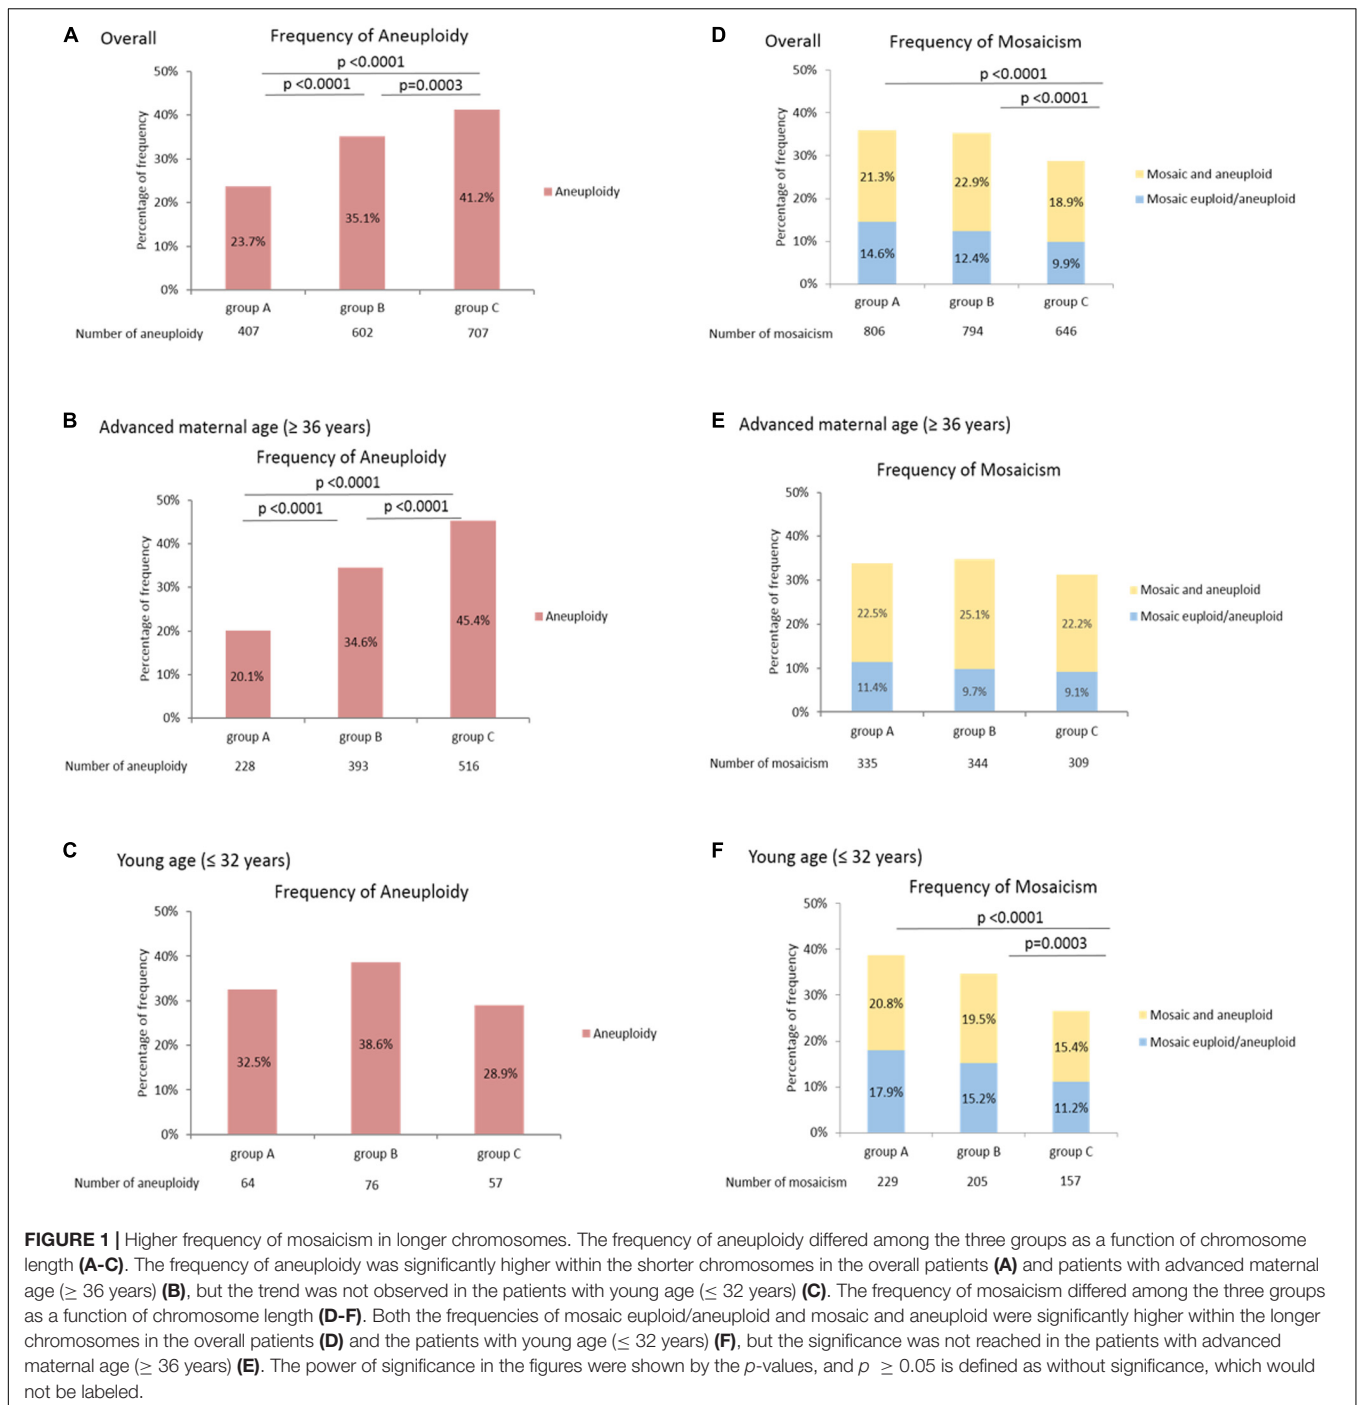 A Overall
Frequency of Aneuploidy
p <0.0001
p <0.0001 p=0.0003
50%
40%
30%
20%
10%
0%
Percentage of frequency
23.7%
35.1%
41.2%
Aneuploidy
group A group B group C
Number of aneuploidy 407 602 707
D Overall
Frequency of Mosaicism
p <0.0001
p <0.0001
50%
40%
30%
20%
10%
0%
Percentage of frequency
21.3% 22.9% 18.9%
14.6% 12.4% 9.9%
Mosaic and aneuploid
Mosaic euploid/aneuploid
group A group B group C
Number of mosaicism 806 794 646
B Advanced maternal age (≥ 36 years)
Frequency of Aneuploidy
p <0.0001
p <0.0001 p <0.0001
50%
40%
30%
20%
10%
0%
Percentage of frequency
20.1%
34.6%
45.4%
Aneuploidy
group A group B group C
Number of aneuploidy 228 393 516
E Advanced maternal age (≥ 36 years)
Frequency of Mosaicism
50%
40%
30%
20%
10%
0%
Percentage of frequency
22.5% 25.1% 22.2%
11.4% 9.7% 9.1%
Mosaic and aneuploid
Mosaic euploid/aneuploid
group A group B group C
Number of mosaicism 335 344 309
C Young age (≤ 32 years)
Frequency of Aneuploidy
50%
40%
30%
20%
10%
0%
Percentage of frequency
32.5%
38.6%
28.9%
Aneuploidy
group A group B group C
Number of aneuploidy 64 76 57
F Young age (≤ 32 years)
Frequency of Mosaicism
p <0.0001
p=0.0003
50%
40%
30%
20%
10%
0%
Percentage of frequency
20.8% 19.5% 15.4%
17.9% 15.2% 11.2%
Mosaic and aneuploid
Mosaic euploid/aneuploid
group A group B group C
Number of mosaicism 229 205 157
FIGURE 1 | Higher frequency of mosaicism in longer chromosomes. The frequency of aneuploidy differed among the three groups as a function of chromosome
length (A-C). The frequency of aneuploidy was significantly higher within the shorter chromosomes in the overall patients (A) and patients with advanced maternal
age (≥ 36 years) (B), but the trend was not observed in the patients with young age (≤ 32 years) (C). The frequency of mosaicism differed among the three groups
as a function of chromosome length (D-F). Both the frequencies of mosaic euploid/aneuploid and mosaic and aneuploid were significantly higher within the longer
chromosomes in the overall patients (D) and the patients with young age (≤ 32 years) (F), but the significance was not reached in the patients with advanced
maternal age (≥ 36 years) (E). The power of significance in the figures were shown by the p-values, and p ≥ 0.05 is defined as without significance, which would
not be labeled.